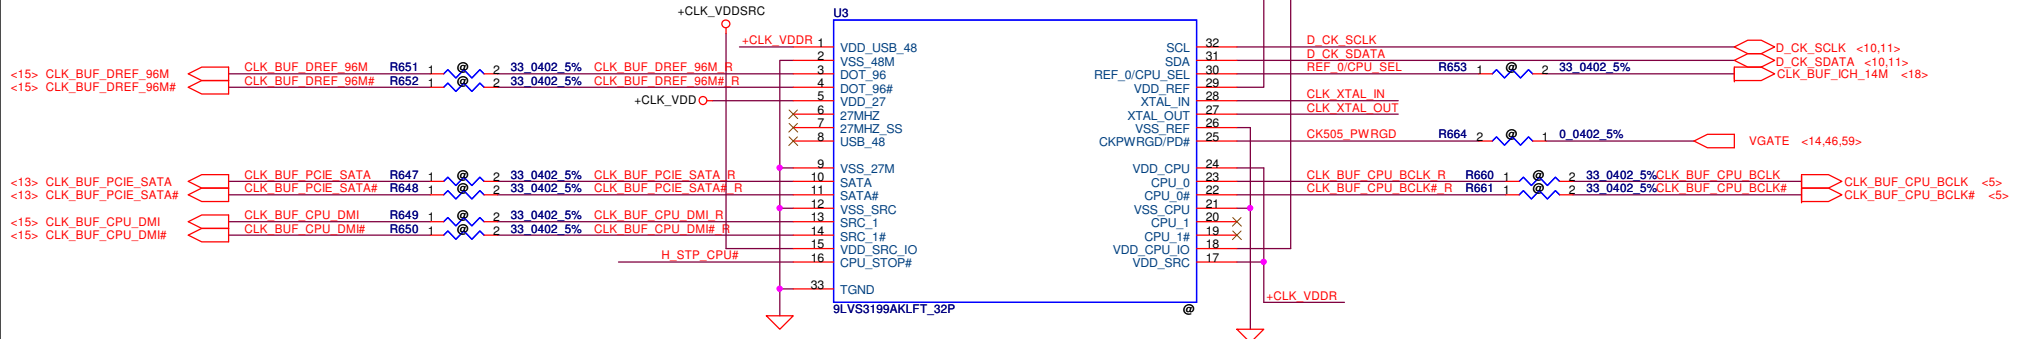 +CLK_VDDSRC
U3
+CLK_VDDR 1 VDD_USB_48 SCL 32 D_CK_SCLK D_CK_SCLK <10,11>
2 VSS_48M SDA 31 D_CK_SDATA D_CK_SDATA <10,11>
<15> CLK_BUF_DREF_96M CLK_BUF_DREF_96M R651 1 @ 2 33_0402_5% CLK_BUF_DREF_96M_R 3 DOT_96 REF_0/CPU_SEL 30 REF_0/CPU_SEL R653 1 @ 2 33_0402_5% CLK_BUF_ICH_14M <18>
<15> CLK_BUF_DREF_96M# CLK_BUF_DREF_96M# R652 1 @ 2 33_0402_5% CLK_BUF_DREF_96M#_R 4 DOT_96# VDD_REF 29
+CLK_VDD 5 VDD_27 XTAL_IN 28 CLK_XTAL_IN
6 27MHZ XTAL_OUT 27 CLK_XTAL_OUT
7 27MHZ_SS VSS_REF 26
8 USB_48 CKPWRGD/PD# 25 CK505_PWRGD R664 2 @ 1 0_0402_5% VGATE <14,46,59>
9 VSS_27M VDD_CPU 24
<13> CLK_BUF_PCIE_SATA CLK_BUF_PCIE_SATA R647 1 @ 2 33_0402_5% CLK_BUF_PCIE_SATA_R 10 SATA CPU_0 23 CLK_BUF_CPU_BCLK_R R660 1 @ 2 33_0402_5% CLK_BUF_CPU_BCLK CLK_BUF_CPU_BCLK <5>
<13> CLK_BUF_PCIE_SATA# CLK_BUF_PCIE_SATA# R648 1 @ 2 33_0402_5% CLK_BUF_PCIE_SATA#_R 11 SATA# CPU_0# 22 CLK_BUF_CPU_BCLK#_R R661 1 @ 2 33_0402_5% CLK_BUF_CPU_BCLK# CLK_BUF_CPU_BCLK# <5>
12 VSS_SRC VSS_CPU 21
<15> CLK_BUF_CPU_DMI CLK_BUF_CPU_DMI R649 1 @ 2 33_0402_5% CLK_BUF_CPU_DMI_R 13 SRC_1 CPU_1 20
<15> CLK_BUF_CPU_DMI# CLK_BUF_CPU_DMI# R650 1 @ 2 33_0402_5% CLK_BUF_CPU_DMI#_R 14 SRC_1# CPU_1# 19
15 VDD_SRC_IO VDD_CPU_IO 18
H_STP_CPU# 16 CPU_STOP# VDD_SRC 17
33 TGND
+CLK_VDDR
9LVS3199AKLFT_32P @